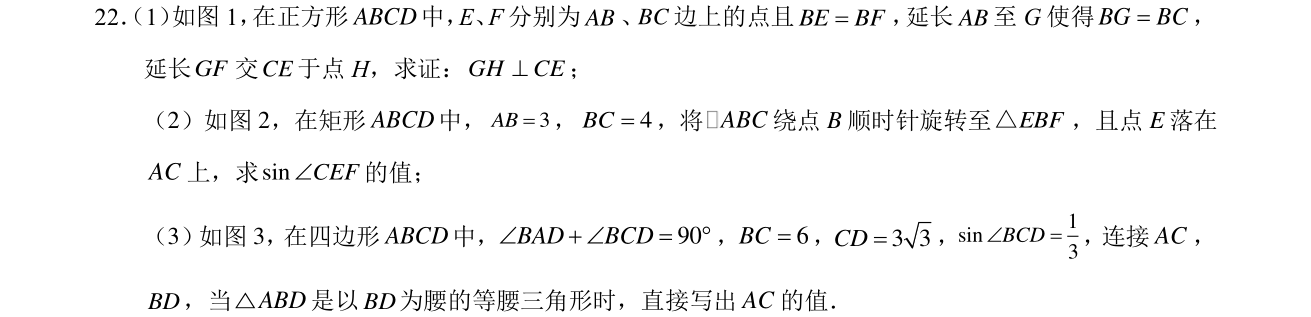 22.(1)如图 1,在正方形 ABCD 中,E、F 分别为 AB 、BC 边上的点且 BE = BF ,延长 AB 至 G 使得 BG = BC ,
延长 GF 交 CE 于点 H，求证：GH ⊥ CE；
（2）如图 2，在矩形 ABCD 中， AB = 3 ， BC = 4 ，将□ABC 绕点 B 顺时针旋转至△EBF ，且点 E 落在
AC 上，求 sin ∠CEF 的值；
（3）如图 3，在四边形 ABCD 中，∠BAD + ∠BCD = 90° ，BC = 6 ，CD = 3√3 ，sin ∠BCD = 1/3 ，连接 AC ，
BD ，当△ABD 是以 BD 为腰的等腰三角形时，直接写出 AC 的值．